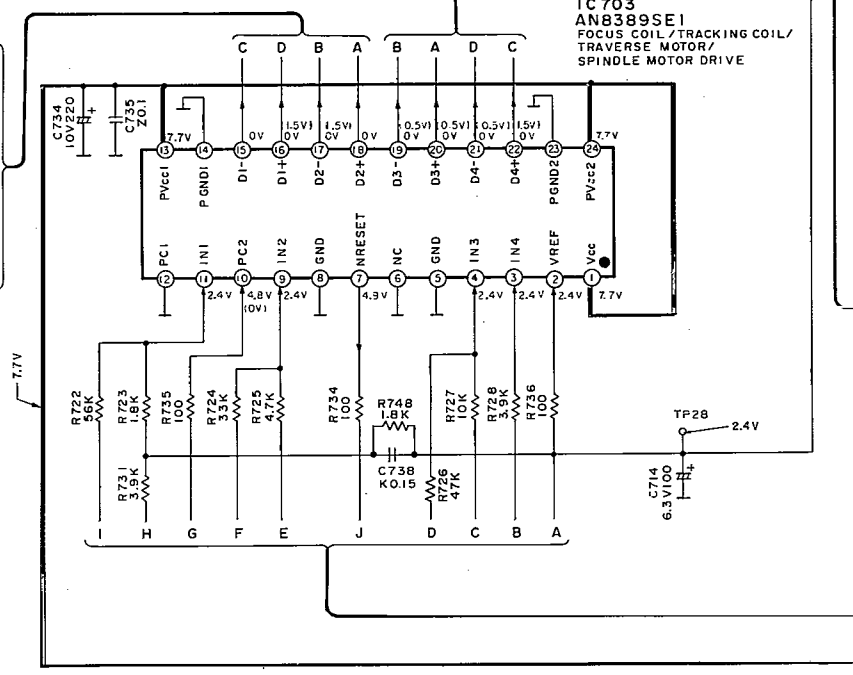 IC703
AN8389SE1
FOCUS COIL/TRACKING COIL/
TRAVERSE MOTOR/
SPINDLE MOTOR DRIVE
C D B A B A D C
C734
10V220
+
C735
Z0.1
7.7V 0V (1.5V) 0V (1.5V) 0V 0V (0.5V) 0V (0.5V) 0V (0.5V) 0V (1.5V) 0V 7.7V
13 14 15 16 17 18 19 20 21 22 23 24
PVcc1 PGND1 D1- D1+ D2- D2+ D3- D3+ D4- D4+ PGND2 PVcc2
PC1 IN1 PC2 IN2 GND NRESET NC GND IN3 IN4 VREF Vcc
12 11 10 9 8 7 6 5 4 3 2 1
2.4V 4.8V 2.4V 4.9V 2.4V 2.4V 2.4V 7.7V
(0V)
7.7V
R722
56K
R723
1.8K
R735
100
R724
33K
R725
4.7K
R734
100
R748
1.8K
R727
10K
R728
3.9K
R736
100
TP28
2.4V
R731
3.9K
C738
K0.15
R726
47K
C714
6.3V100
+
I H G F E J D C B A